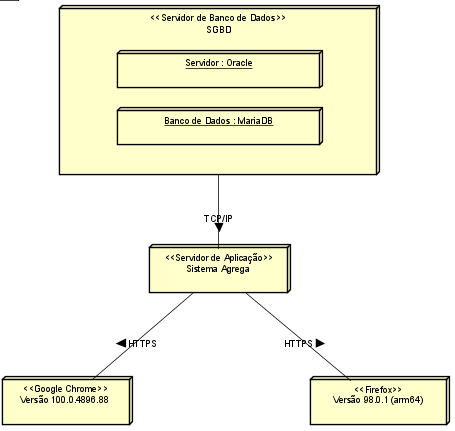 <<Servidor de Banco de Dados>>
SGBD
Servidor : Oracle
Banco de Dados : MariaDB
TCP/IP
<<Servidor de Aplicação>>
Sistema Agrega
HTTPS
HTTPS
<<Google Chrome>>
Versão 100.0.4896.88
<<Firefox>>
Versão 98.0.1 (arm64)